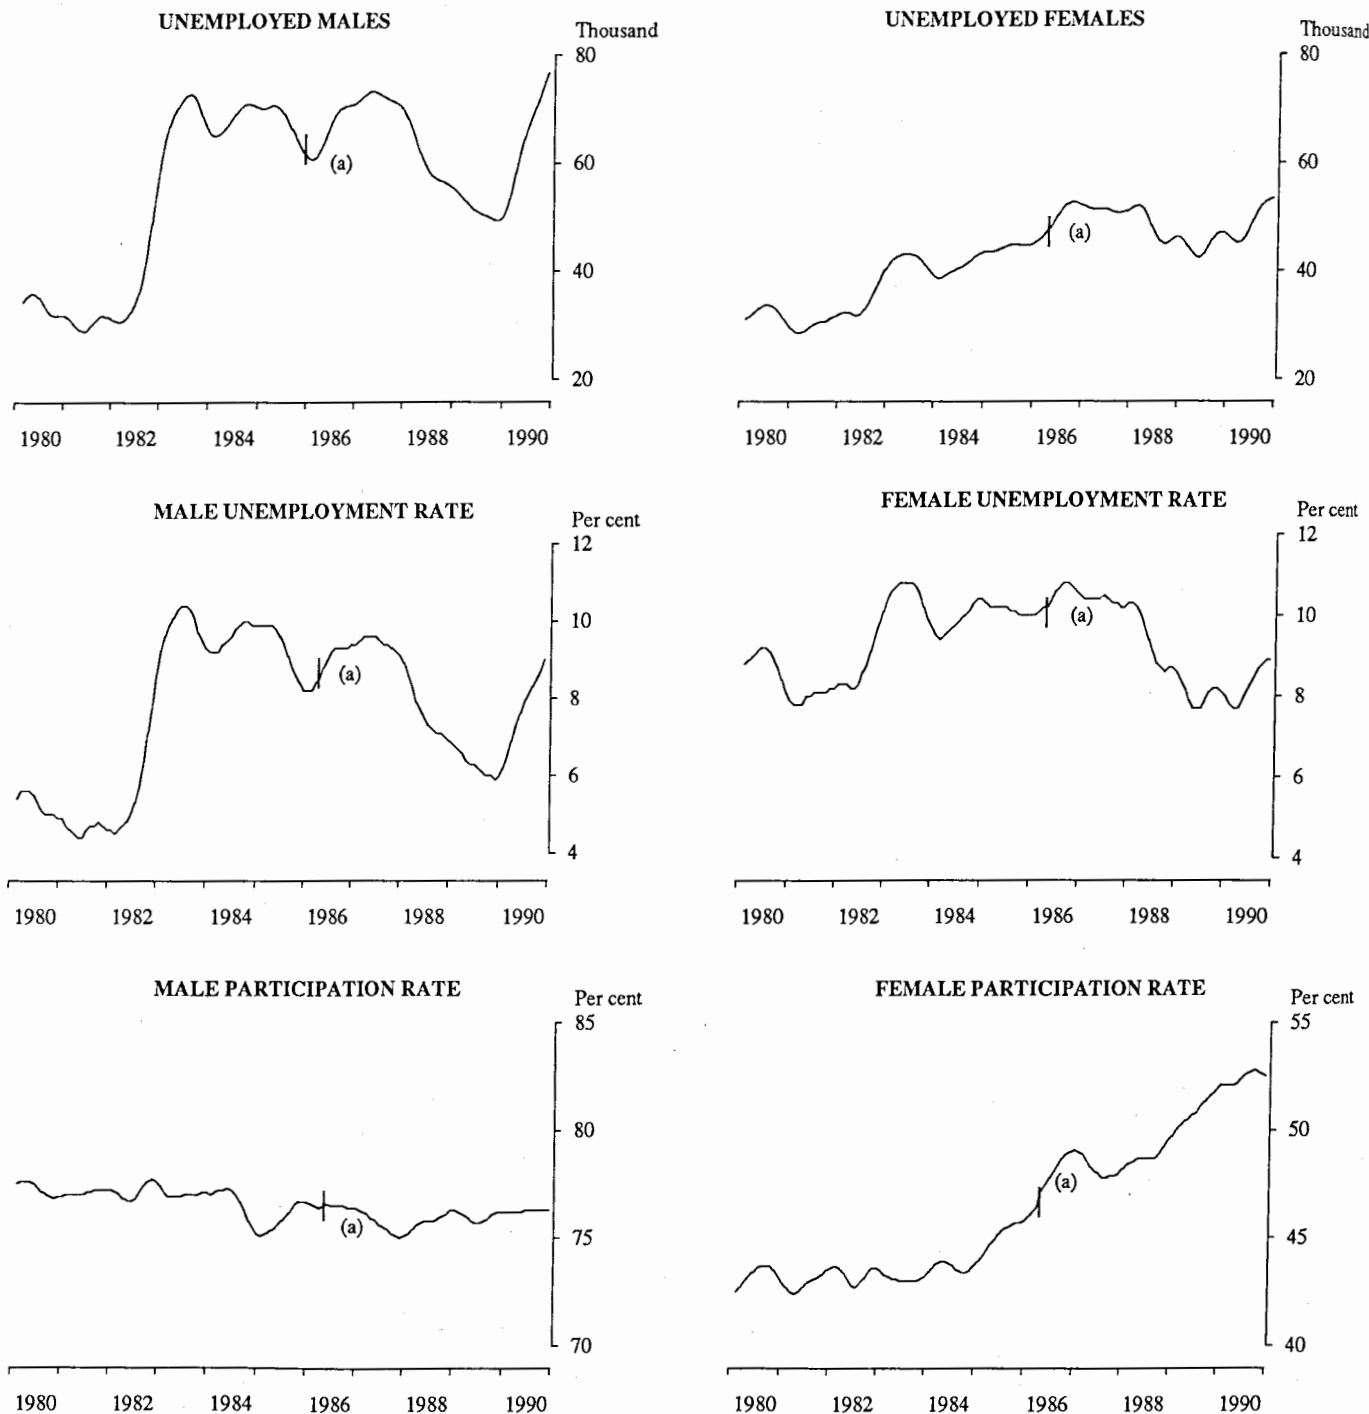 UNEMPLOYED MALES
Thousand
80
60
(a)
40
20
1980 1982 1984 1986 1988 1990
UNEMPLOYED FEMALES
Thousand
80
60
(a)
40
20
1980 1982 1984 1986 1988 1990
MALE UNEMPLOYMENT RATE
Per cent
12
10
(a)
8
6
4
1980 1982 1984 1986 1988 1990
FEMALE UNEMPLOYMENT RATE
Per cent
12
10
(a)
8
6
4
1980 1982 1984 1986 1988 1990
MALE PARTICIPATION RATE
Per cent
85
80
75
(a)
70
1980 1982 1984 1986 1988 1990
FEMALE PARTICIPATION RATE
Per cent
55
50
(a)
45
40
1980 1982 1984 1986 1988 1990